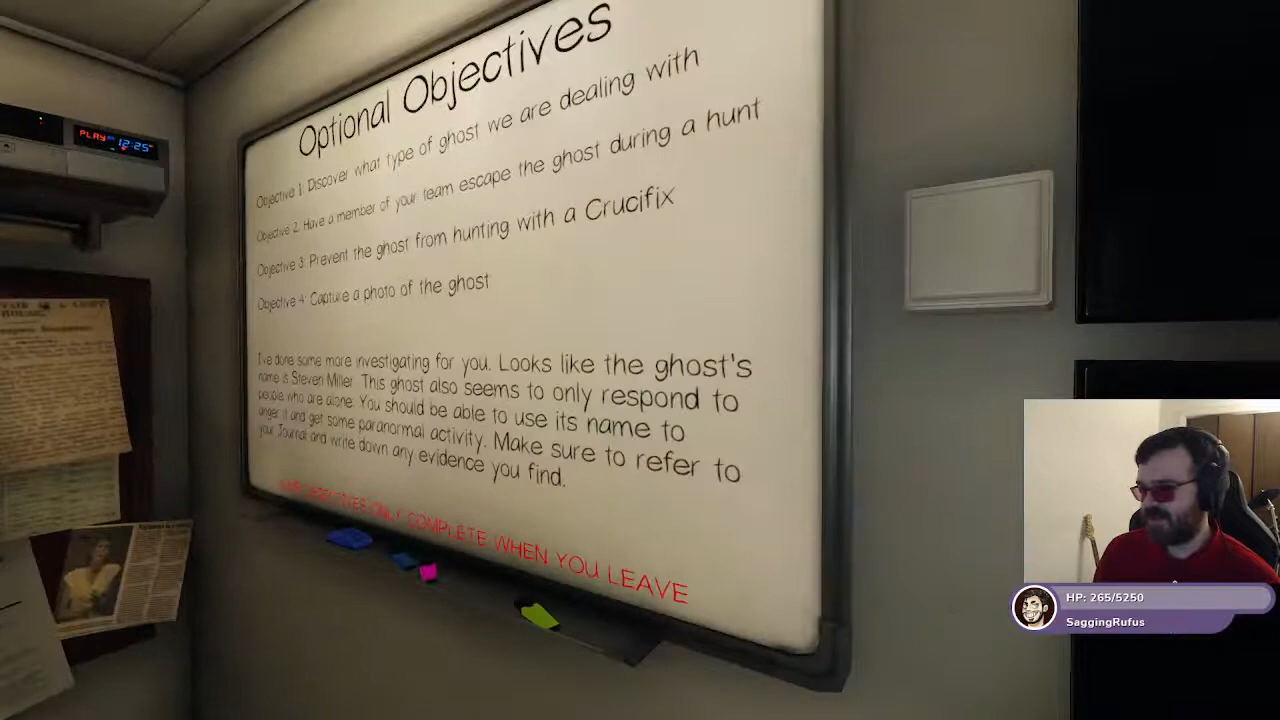 Optional Objectives
Objective 1: Discover what type of ghost we are dealing with
Objective 2: Have a member of your team escape the ghost during a hunt
Objective 3: Prevent the ghost from hunting with a Crucifix
Objective 4: Capture a photo of the ghost
I've done some more investigating for you. Looks like the ghost's
name is Steven Miller. This ghost also seems to only respond to
people who are alone. You should be able to use its name to
anger it and get some paranormal activity. Make sure to refer to
your Journal and write down any evidence you find.
OBJECTIVES ONLY COMPLETE WHEN YOU LEAVE
PLAY 12:25
HP: 265/5250
SaggingRufus